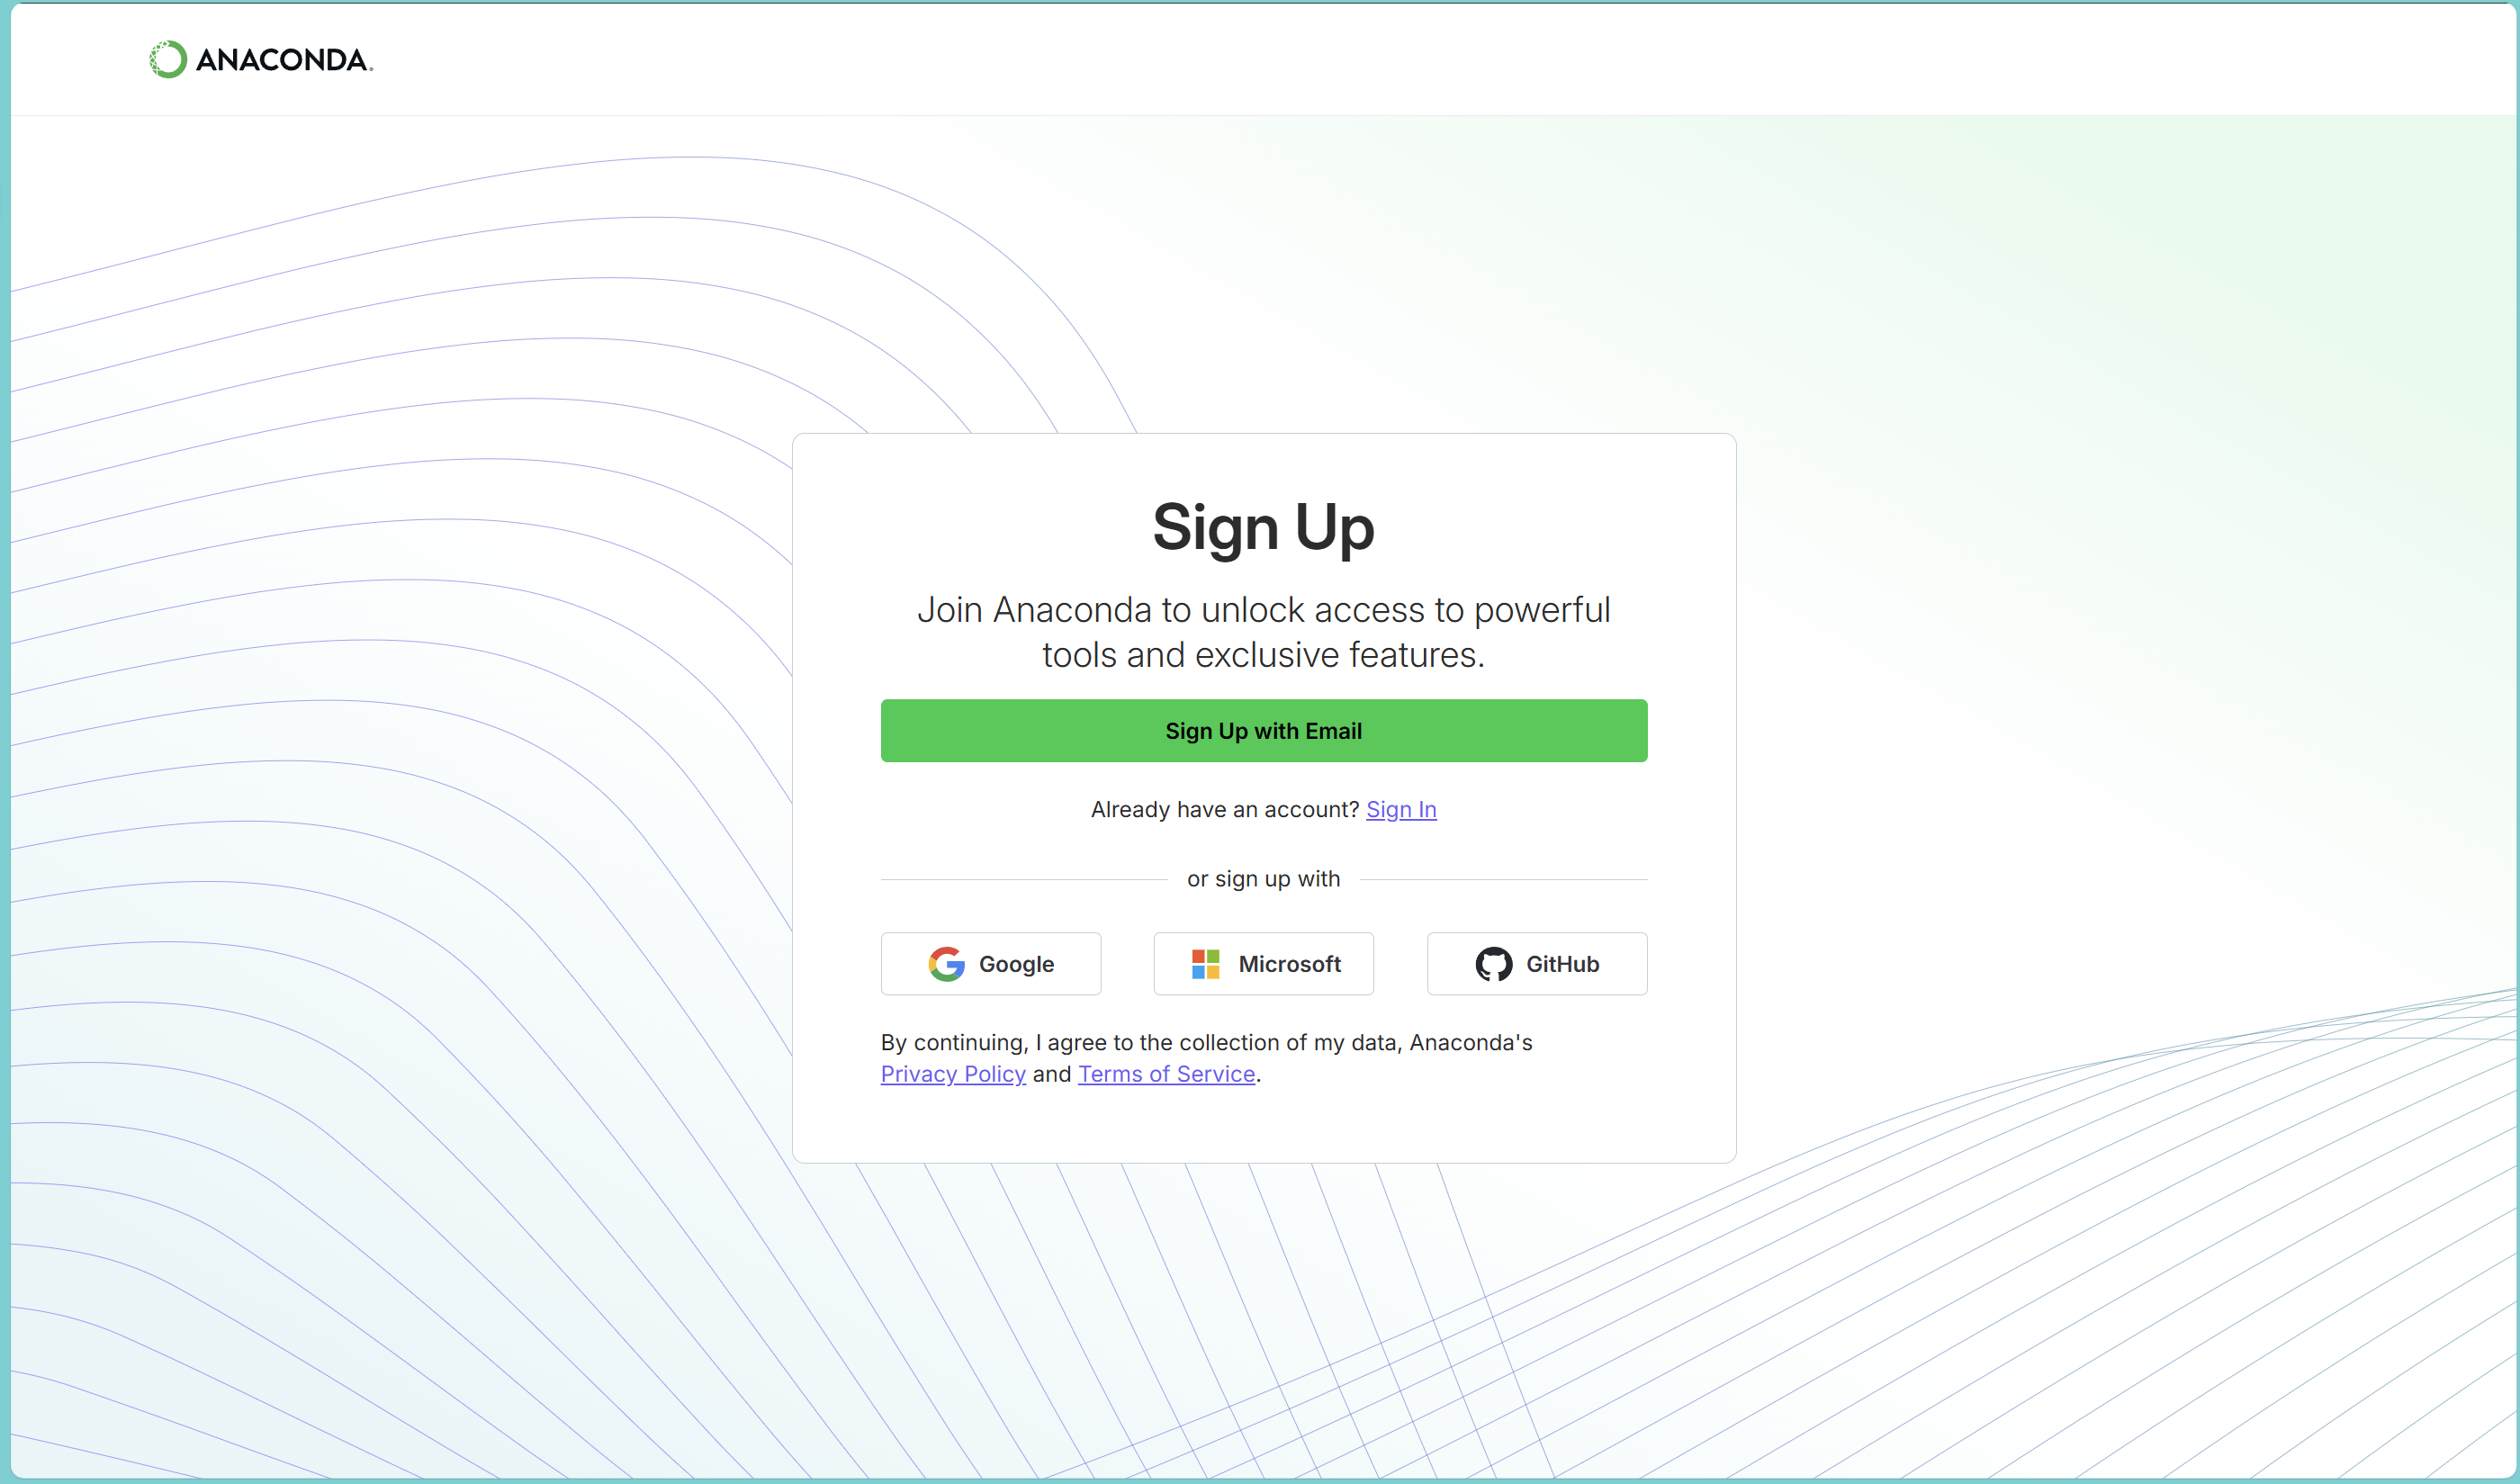 ANACONDA.
Sign Up
Join Anaconda to unlock access to powerful
tools and exclusive features.
Sign Up with Email
Already have an account? Sign In
or sign up with
Google
Microsoft
GitHub
By continuing, I agree to the collection of my data, Anaconda's
Privacy Policy and Terms of Service.